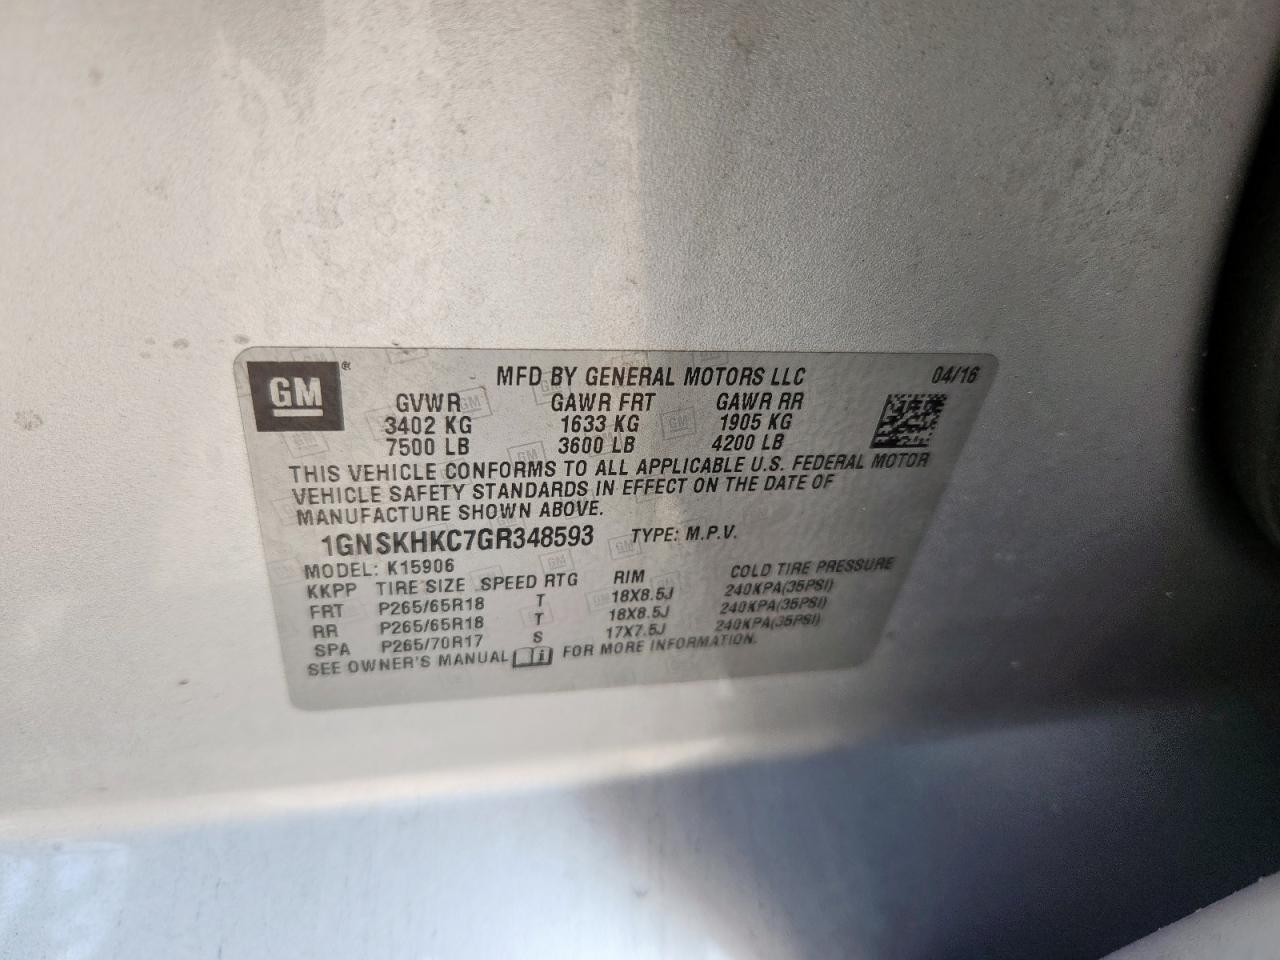 GM ®
MFD BY GENERAL MOTORS LLC 04/16
GVWR GAWR FRT GAWR RR
3402 KG 1633 KG 1905 KG
7500 LB 3600 LB 4200 LB
THIS VEHICLE CONFORMS TO ALL APPLICABLE U.S. FEDERAL MOTOR
VEHICLE SAFETY STANDARDS IN EFFECT ON THE DATE OF
MANUFACTURE SHOWN ABOVE.
1GNSKHKC7GR348593 TYPE: M.P.V.
MODEL: K15906
KKPP TIRE SIZE SPEED RTG RIM COLD TIRE PRESSURE
FRT P265/65R18 T 18X8.5J 240KPA(35PSI)
RR P265/65R18 T 18X8.5J 240KPA(35PSI)
SPA P265/70R17 S 17X7.5J 240KPA(35PSI)
SEE OWNER'S MANUAL FOR MORE INFORMATION.